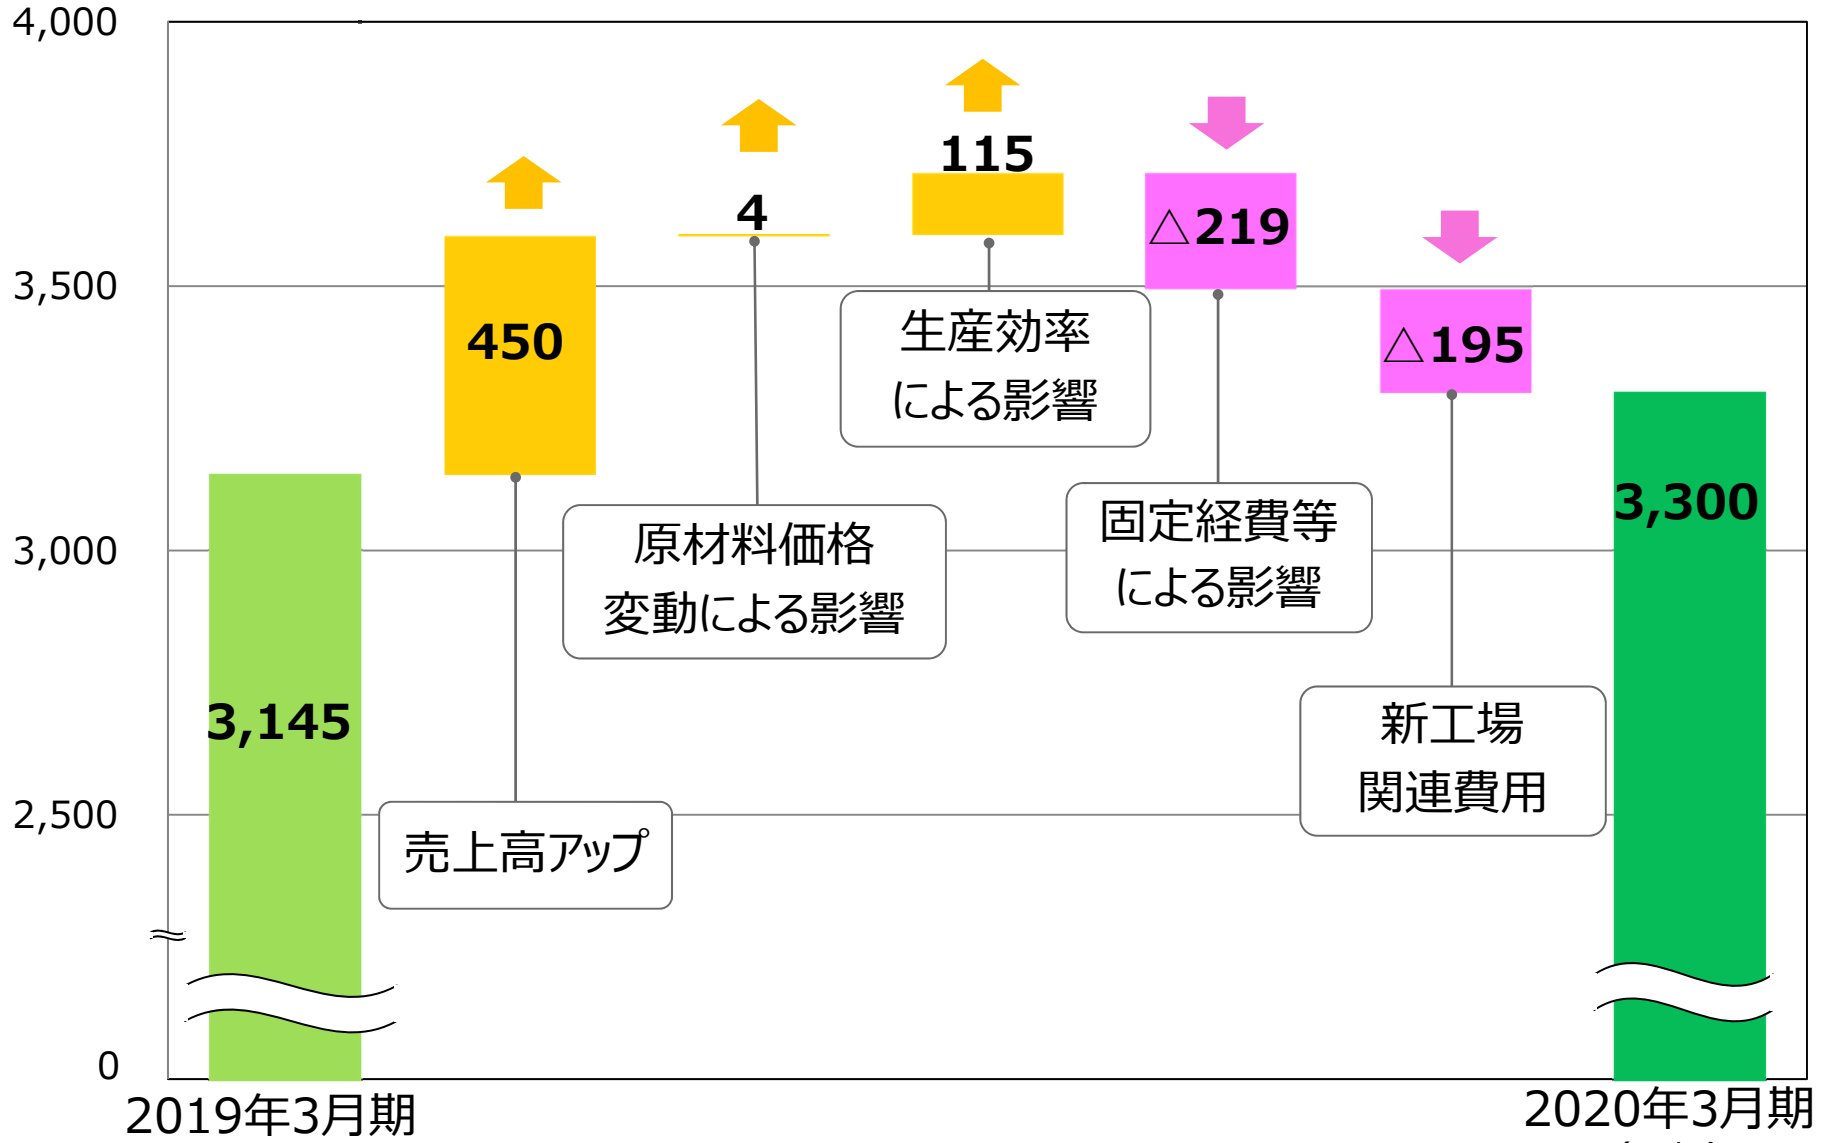 4,000
3,500
3,000
2,500
0
3,145
450
4
115
△219
△195
3,300
売上高アップ
原材料価格
変動による影響
生産効率
による影響
固定経費等
による影響
新工場
関連費用
2019年3月期
2020年3月期